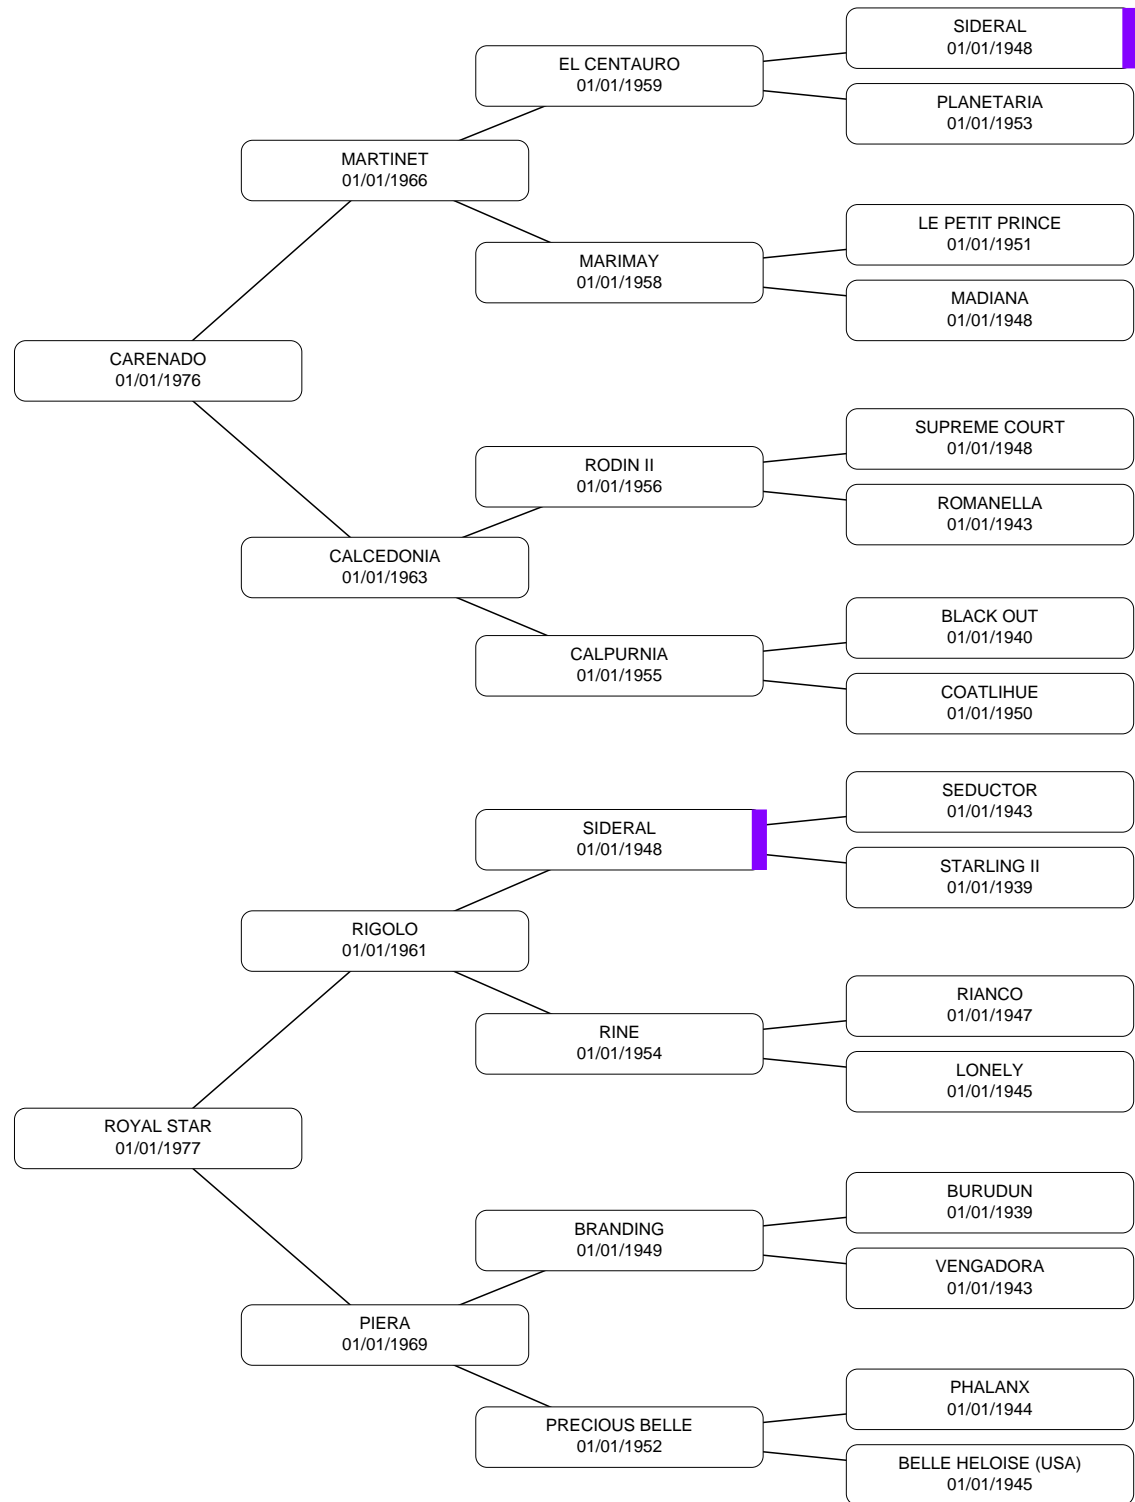 SIDERAL
01/01/1948
EL CENTAURO
01/01/1959
PLANETARIA
01/01/1953
MARTINET
01/01/1966
LE PETIT PRINCE
01/01/1951
MARIMAY
01/01/1958
MADIANA
01/01/1948
CARENADO
01/01/1976
SUPREME COURT
01/01/1948
RODIN II
01/01/1956
ROMANELLA
01/01/1943
CALCEDONIA
01/01/1963
BLACK OUT
01/01/1940
CALPURNIA
01/01/1955
COATLIHUE
01/01/1950
SEDUCTOR
01/01/1943
SIDERAL
01/01/1948
STARLING II
01/01/1939
RIGOLO
01/01/1961
RIANCO
01/01/1947
RINE
01/01/1954
LONELY
01/01/1945
ROYAL STAR
01/01/1977
BURUDUN
01/01/1939
BRANDING
01/01/1949
VENGADORA
01/01/1943
PIERA
01/01/1969
PHALANX
01/01/1944
PRECIOUS BELLE
01/01/1952
BELLE HELOISE (USA)
01/01/1945